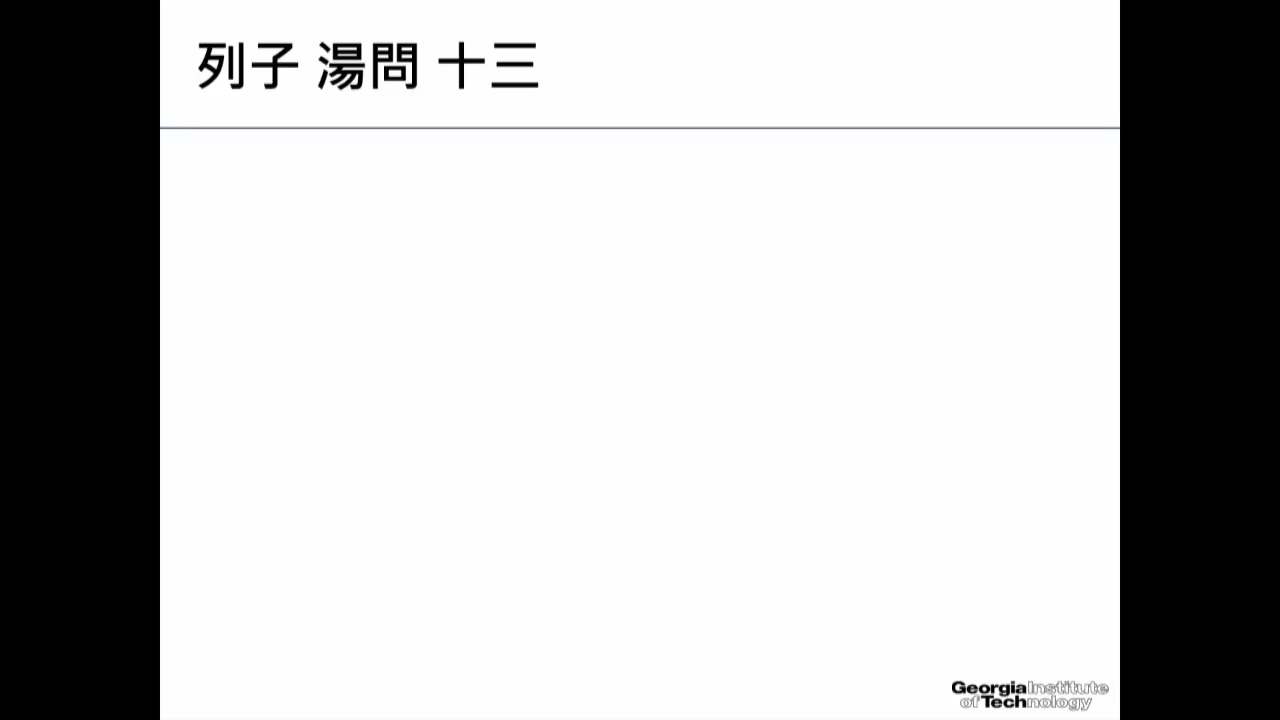 列子 湯問 十三
Georgia Institute
of Technology